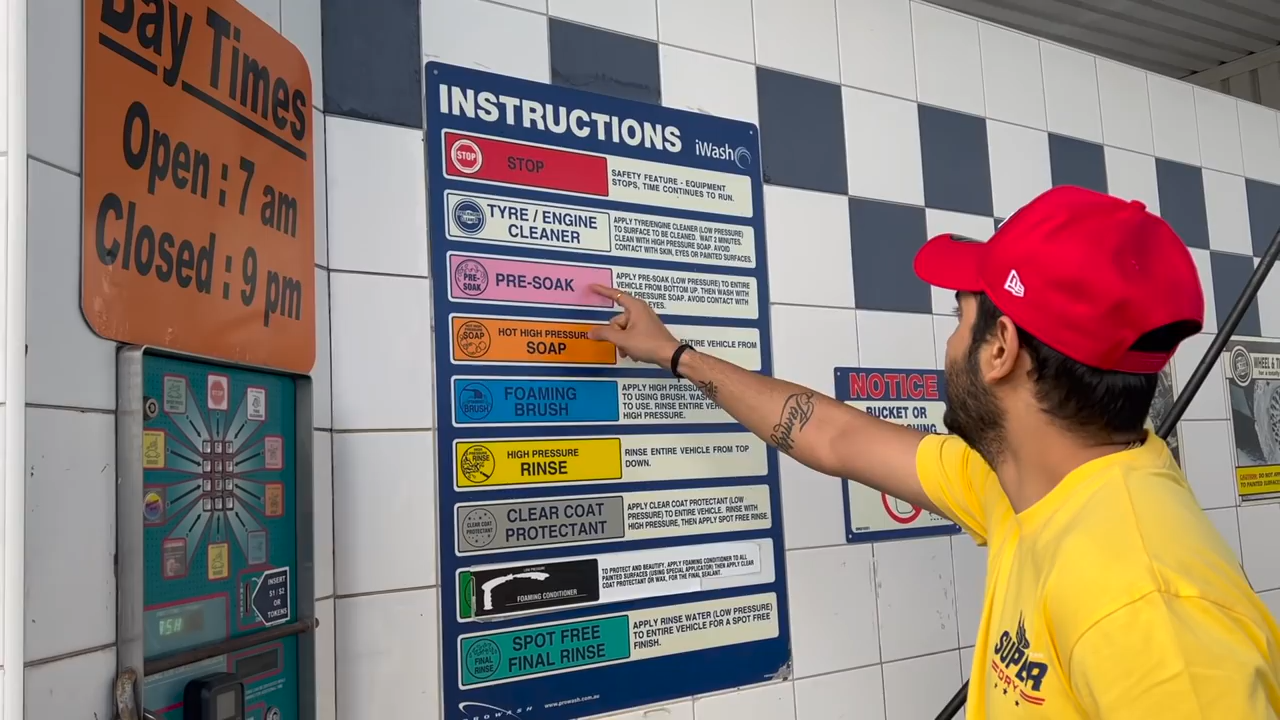 Bay Times
Open : 7 am
Closed : 9 pm
INSERT
$1/$2
OR
TOKENS
INSTRUCTIONS
iWash
STOP
STOP
SAFETY FEATURE - EQUIPMENT
STOPS, TIME CONTINUES TO RUN.
TYRE / ENGINE
CLEANER
APPLY TYRE/ENGINE CLEANER (LOW PRESSURE)
TO SURFACE TO BE CLEANED. WAIT 2 MINUTES.
CLEAN WITH HIGH PRESSURE SOAP. AVOID
CONTACT WITH SKIN, EYES OR PAINTED SURFACES.
PRE-
SOAK
PRE-SOAK
APPLY PRE-SOAK (LOW PRESSURE) TO ENTIRE
VEHICLE FROM BOTTOM UP. THEN WASH WITH
PRESSURE SOAP. AVOID CONTACT WITH
EYES.
SOAP
HOT HIGH PRESSURE
SOAP
ENTIRE VEHICLE FROM
BRUSH
FOAMING
BRUSH
APPLY HIGH
TO USING BRUSH.
TO USE. RINSE ENTIRE
HIGH PRESSURE.
RINSE
HIGH PRESSURE
RINSE
RINSE ENTIRE VEHICLE FROM TOP
DOWN.
CLEAR COAT
PROTECTANT
CLEAR COAT
PROTECTANT
APPLY CLEAR COAT PROTECTANT (LOW
PRESSURE) TO ENTIRE VEHICLE. RINSE WITH
HIGH PRESSURE, THEN APPLY SPOT FREE RINSE.
LOW PRESSURE
FOAMING CONDITIONER
TO PROTECT AND BEAUTIFY, APPLY FOAMING CONDITIONER TO ALL
PAINTED SURFACES (USING SPECIAL APPLICATOR) THEN APPLY CLEAR
COAT PROTECTANT OR WAX, FOR THE FINAL SEALANT.
FINAL
RINSE
SPOT FREE
FINAL RINSE
APPLY RINSE WATER (LOW PRESSURE)
TO ENTIRE VEHICLE FOR A SPOT FREE
FINISH.
PROWASH
www.prowash.com.au
NOTICE
BUCKET OR
WHEEL &
Family
SUPER
DRY